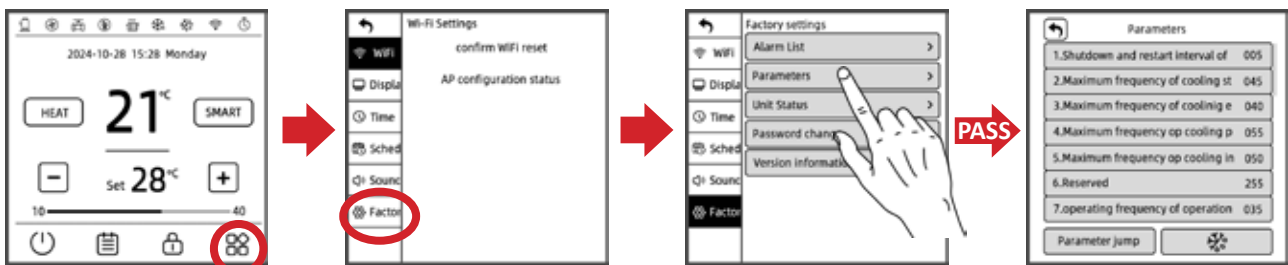 2024-10-28 15:28 Monday
HEAT
21°C
SMART
Set 28°C
10
40
Wi-Fi Settings
WiFi
confirm WiFi reset
Displa
AP configuration status
Time
Sched
Sounc
Factor
Factory settings
WiFi
Alarm List
Displa
Parameters
Time
Unit Status
Sched
Password chang
Version informatio
Sounc
Factor
PASS
Parameters
1.Shutdown and restart interval of 005
2.Maximum frequency of cooling st 045
3.Maximum frequency of coolinig e 040
4.Maximum frequency op cooling p 055
5.Maximum frequency op cooling in 050
6.Reserved 255
7.operating frequency of operation 035
Parameter jump